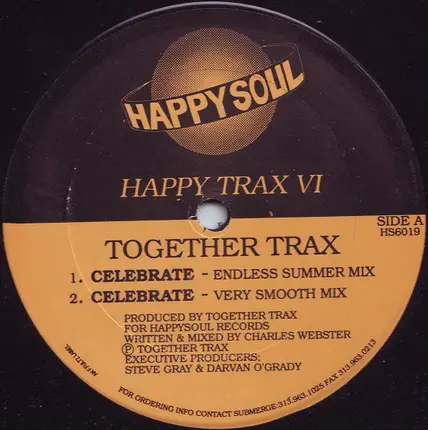 HAPPY SOUL
HAPPY TRAX VI
SIDE A
HS6019
TOGETHER TRAX
1. CELEBRATE - ENDLESS SUMMER MIX
2. CELEBRATE - VERY SMOOTH MIX
PRODUCED BY TOGETHER TRAX
FOR HAPPYSOUL RECORDS
WRITTEN & MIXED BY CHARLES WEBSTER
℗ TOGETHER TRAX
EXECUTIVE PRODUCERS;
STEVE GRAY & DARVAN O'GRADY
FOR ORDERING INFO CONTACT SUBMERGE:313.963.1025 FAX 313.963.0213